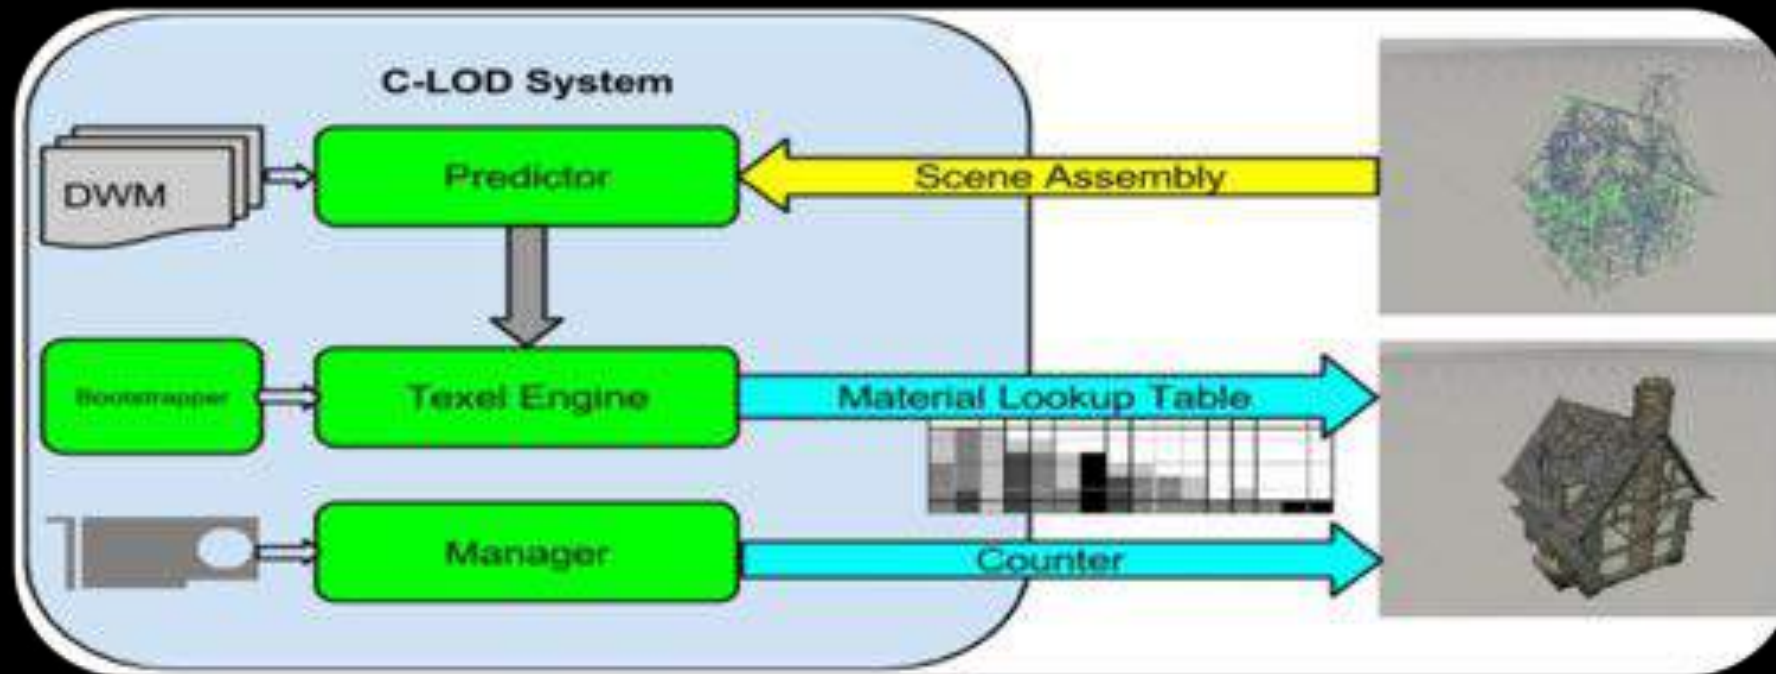 C-LOD System
DWM
Predictor
Scene Assembly
Bootstrapper
Texel Engine
Material Lookup Table
Manager
Counter